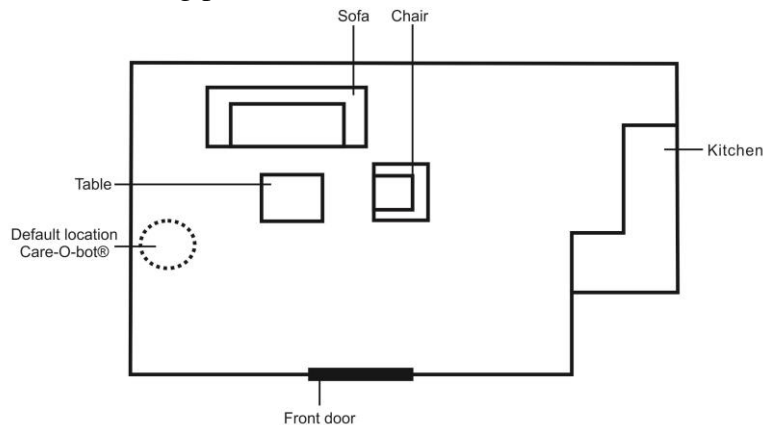 Sofa
Chair
Kitchen
Table
Default location
Care-O-bot®
Front door